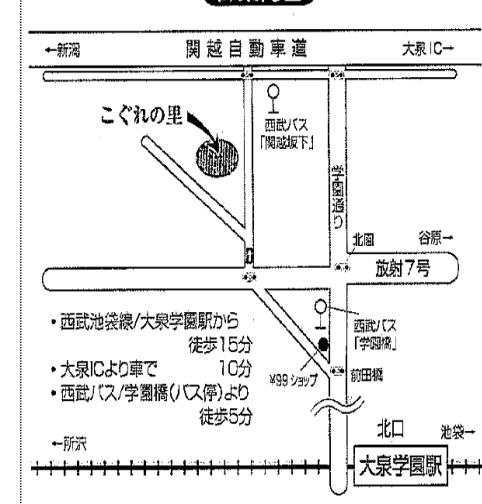 ←新潟
関越自動車道
大泉IC→
こぐれの里
西武バス
「関越坂下」
学園通り
北園
谷原→
放射7号
・西武池袋線/大泉学園駅から
徒歩15分
・大泉ICより車で 10分
・西武バス/学園橋(バス停)より
徒歩5分
西武バス
「学園橋」
¥99ショップ
前田橋
北口
池袋→
←所沢
大泉学園駅